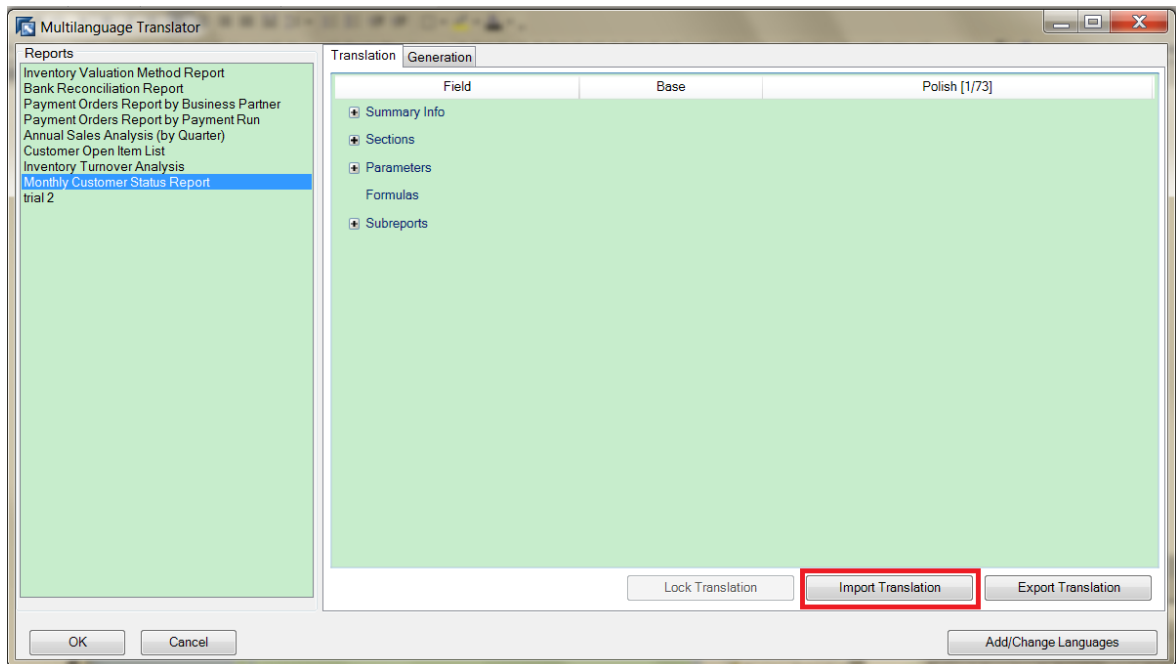 Multilanguage Translator
Reports
Inventory Valuation Method Report
Bank Reconciliation Report
Payment Orders Report by Business Partner
Payment Orders Report by Payment Run
Annual Sales Analysis (by Quarter)
Customer Open Item List
Inventory Turnover Analysis
Monthly Customer Status Report
trial 2
Translation Generation
Field Base Polish [1/73]
Summary Info
Sections
Parameters
Formulas
Subreports
Lock Translation Import Translation Export Translation
OK Cancel Add/Change Languages